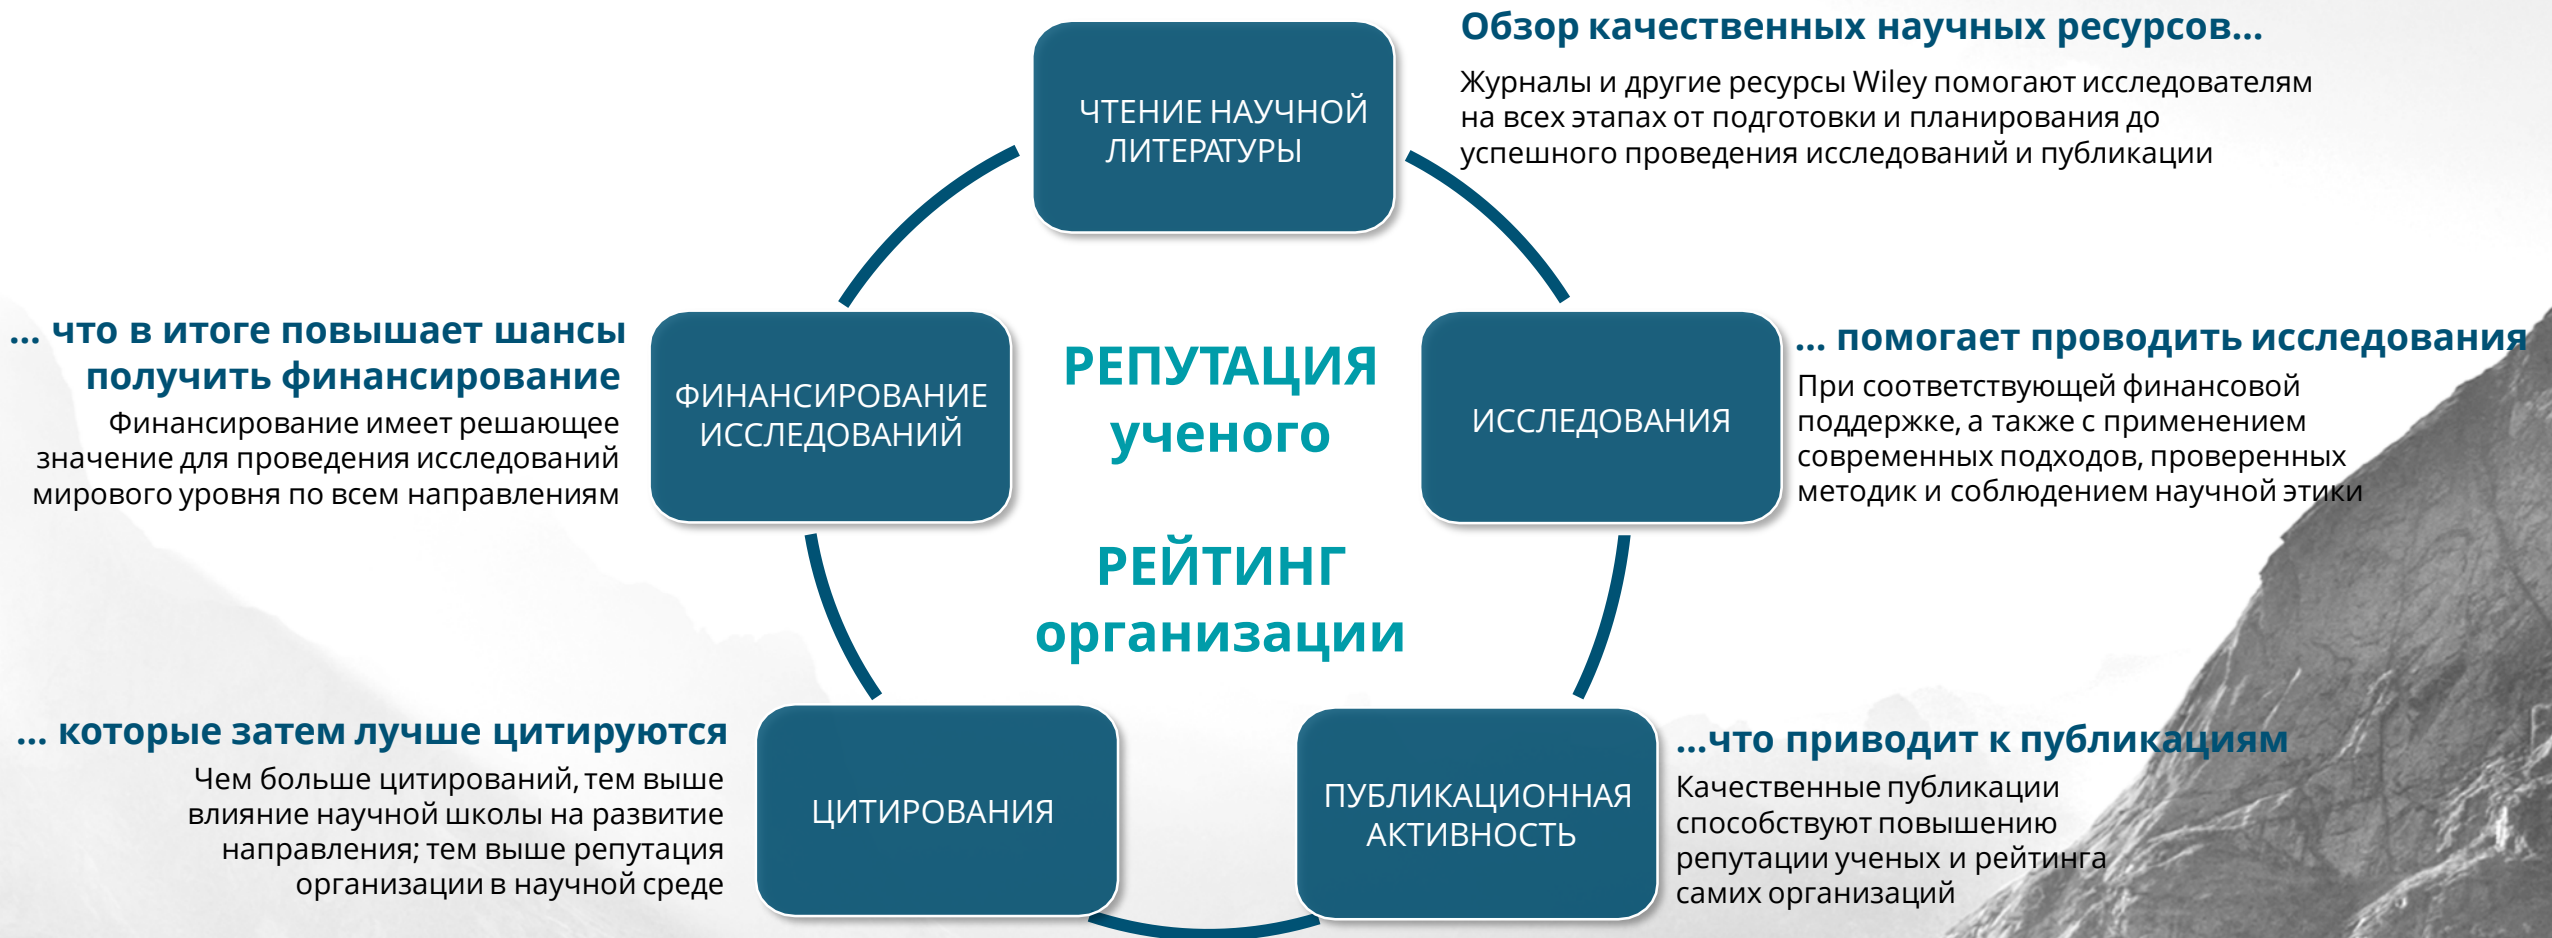 Обзор качественных научных ресурсов...
Журналы и другие ресурсы Wiley помогают исследователям
на всех этапах от подготовки и планирования до
успешного проведения исследований и публикации
ЧТЕНИЕ НАУЧНОЙ
ЛИТЕРАТУРЫ
... помогает проводить исследования
При соответствующей финансовой
поддержке, а также с применением
современных подходов, проверенных
методик и соблюдением научной этики
ИССЛЕДОВАНИЯ
...что приводит к публикациям
Качественные публикации
способствуют повышению
репутации ученых и рейтинга
самих организаций
ПУБЛИКАЦИОННАЯ
АКТИВНОСТЬ
... которые затем лучше цитируются
Чем больше цитирований, тем выше
влияние научной школы на развитие
направления; тем выше репутация
организации в научной среде
ЦИТИРОВАНИЯ
... что в итоге повышает шансы
получить финансирование
Финансирование имеет решающее
значение для проведения исследований
мирового уровня по всем направлениям
ФИНАНСИРОВАНИЕ
ИССЛЕДОВАНИЙ
РЕПУТАЦИЯ
ученого
РЕЙТИНГ
организации